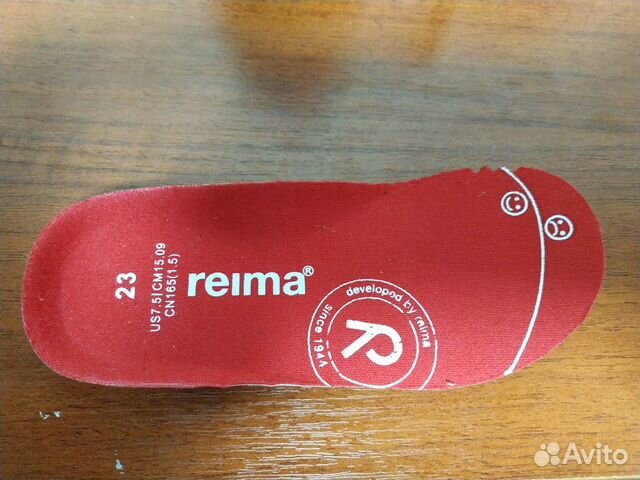 23
US7.5|CM15.09
CN165(1.5)
reima®
developed by reima
since 1944
R
Avito